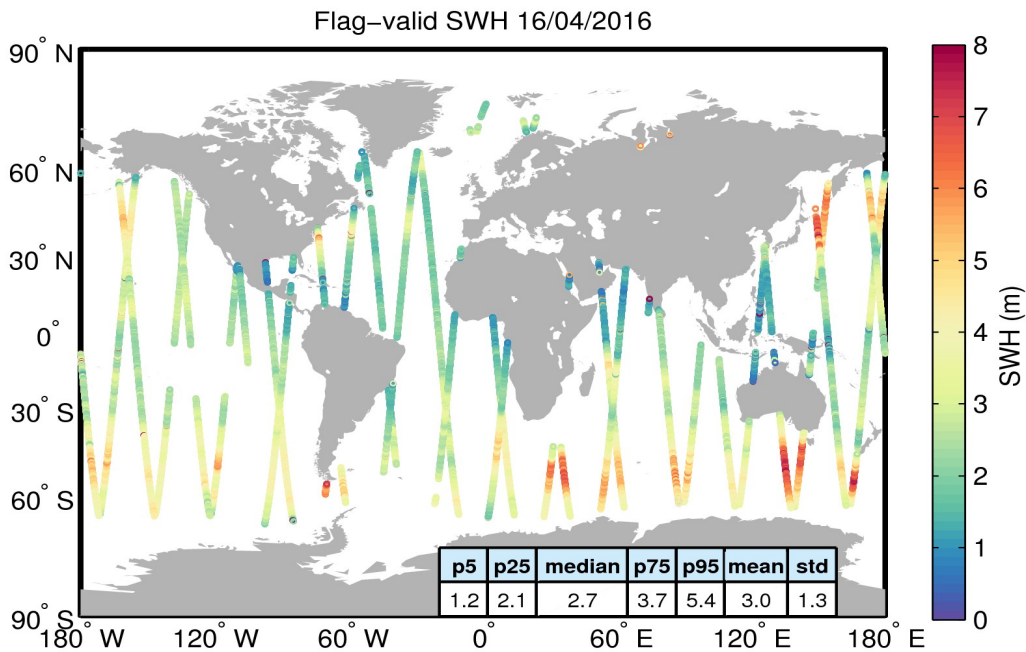 Flag−valid SWH 16/04/2016
90° N
60° N
30° N
0°
30° S
60° S
90° S
180° W
120° W
60° W
0°
60° E
120° E
180° E
p5 p25 median p75 p95 mean std
1.2 2.1 2.7 3.7 5.4 3.0 1.3
8
7
6
5
4
3
2
1
0
SWH (m)